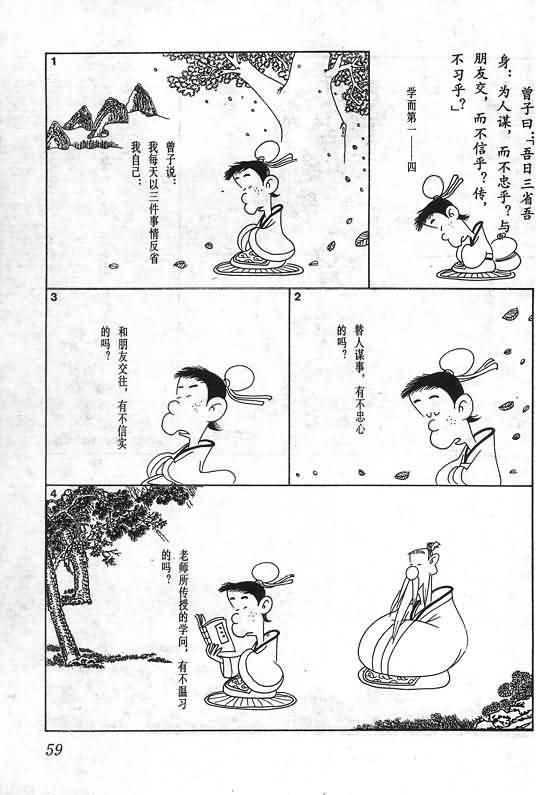 曾子曰：「吾日三省吾
身：为人谋，而不忠乎？与
朋友交，而不信乎？传，
不习乎？」
学而第一——四
1
曾子说：
我每天以三件事情反省
我自己：
2
替人谋事，有不忠心
的吗？
3
和朋友交往，有不信实
的吗？
4
老师所传授的学问，有不温习
的吗？
59